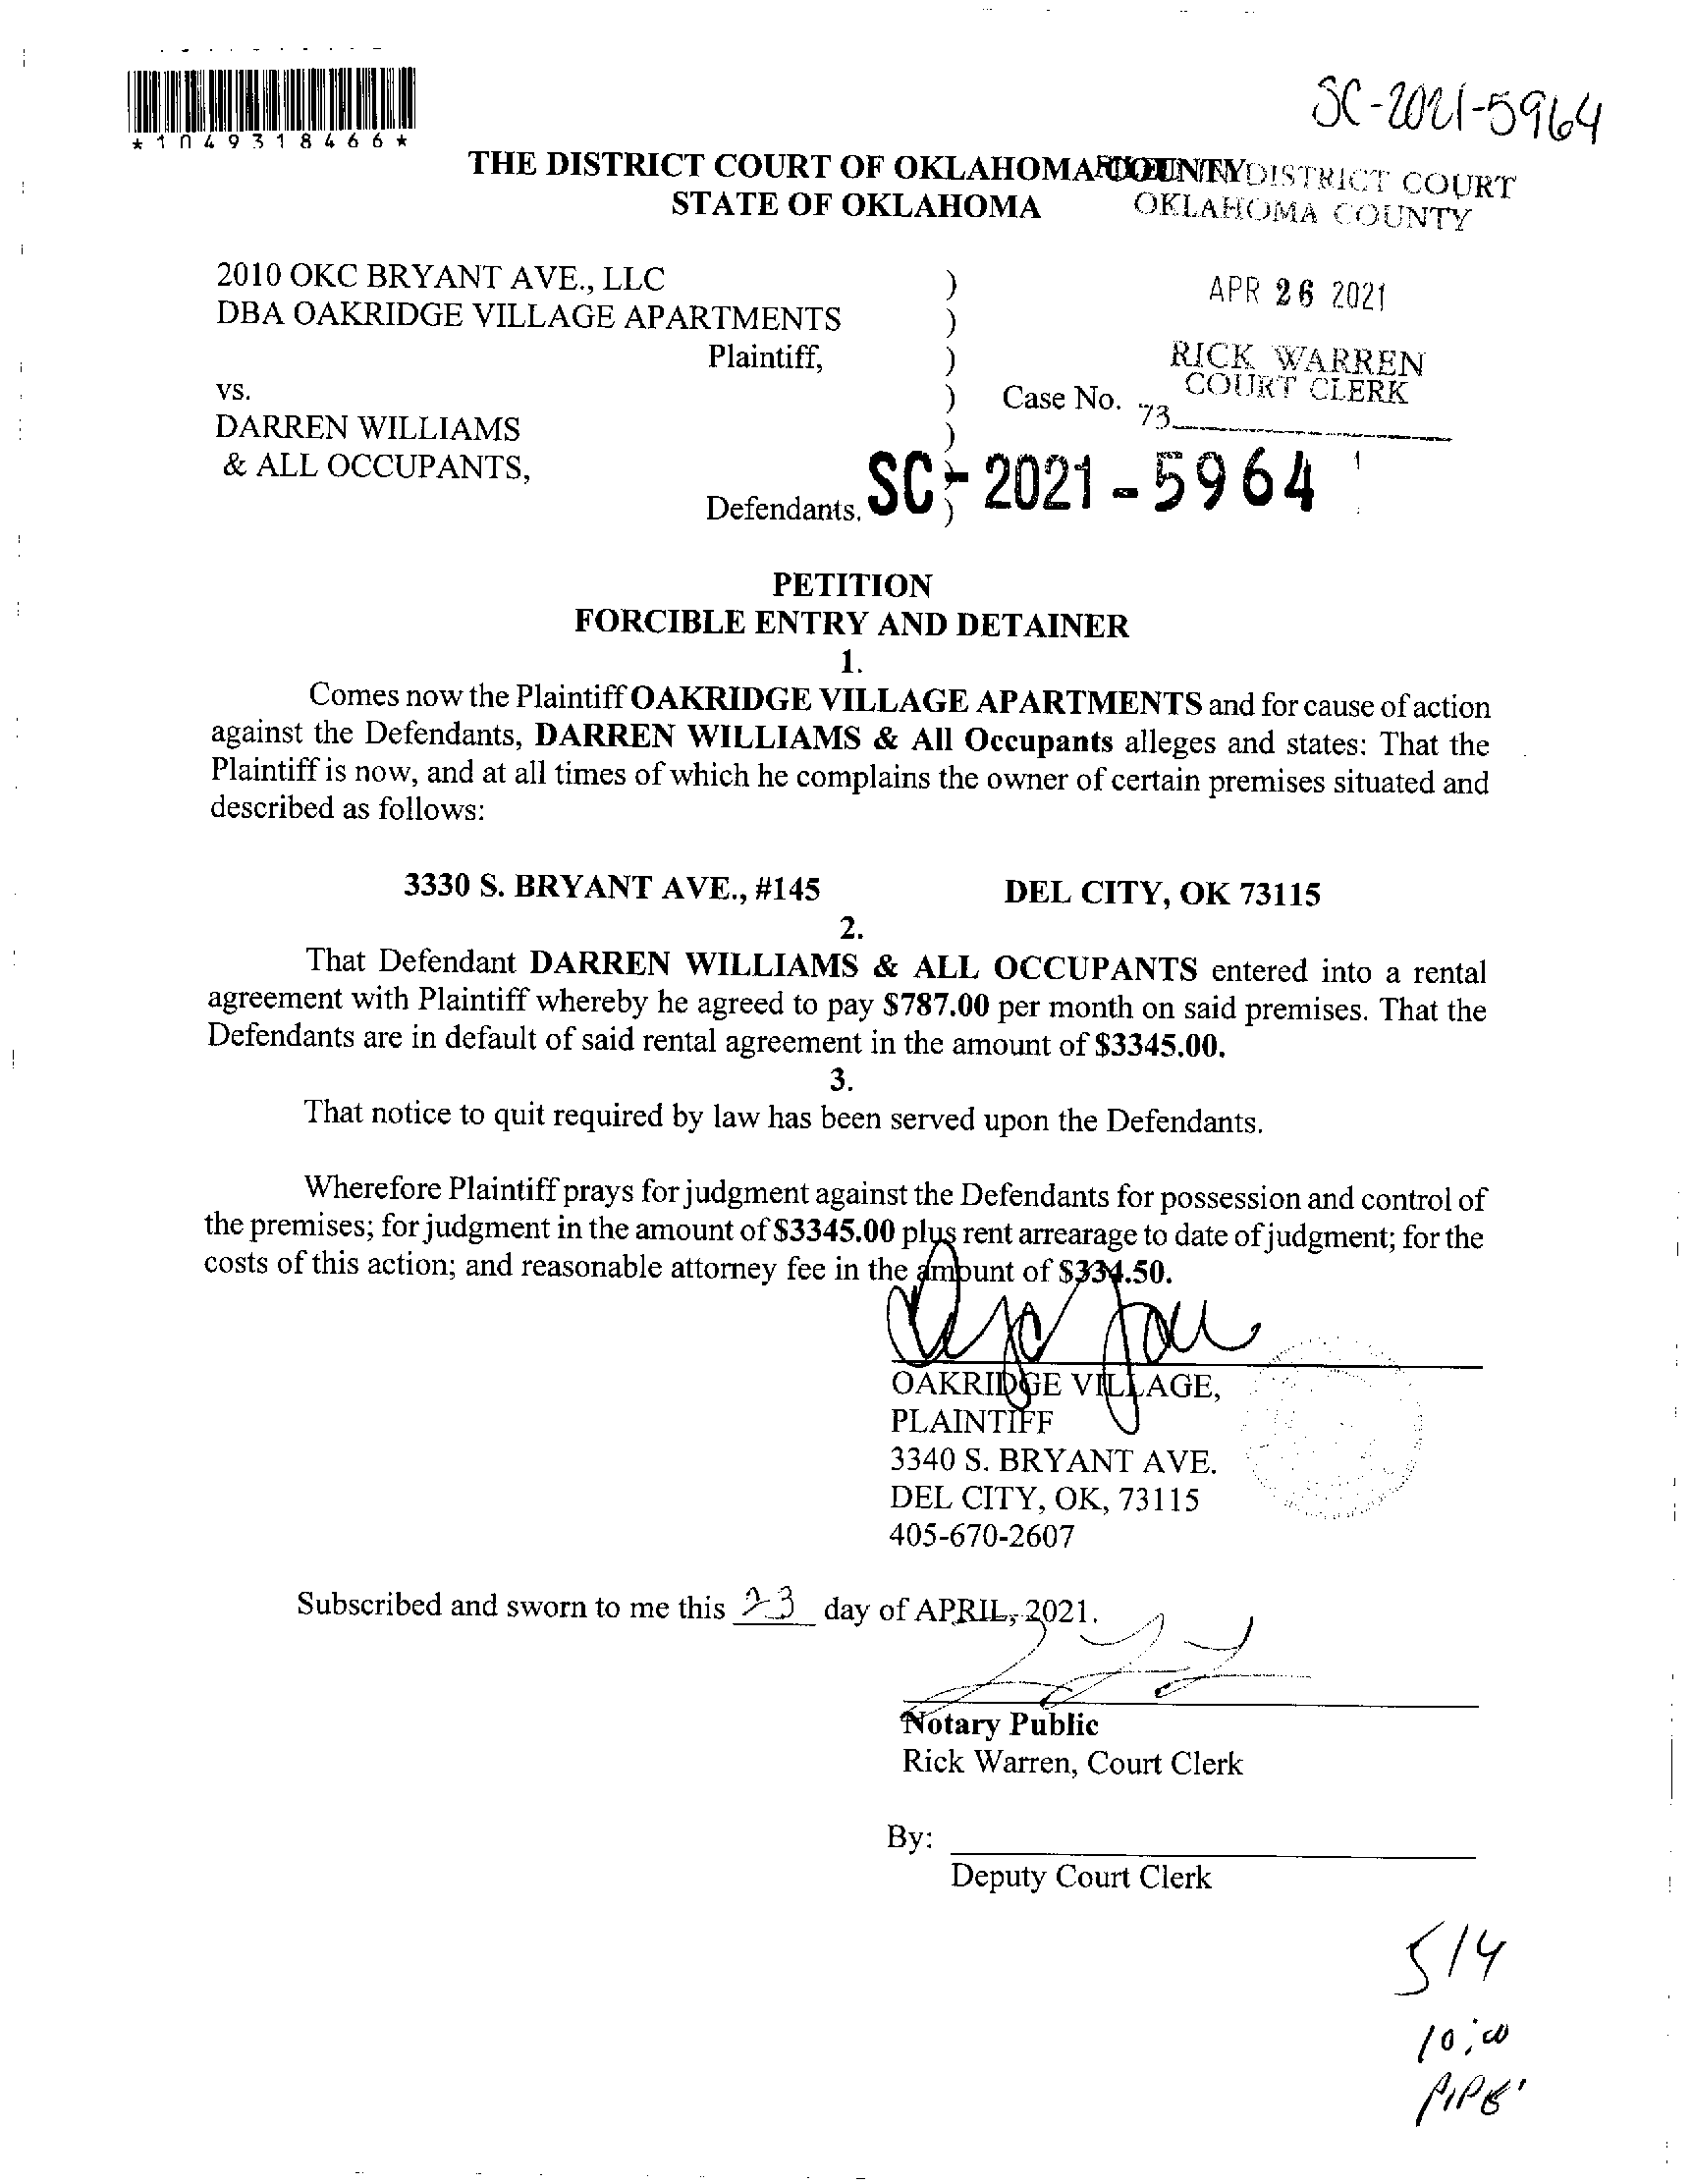 SC-2021-5964
*1049318466*
THE DISTRICT COURT OF OKLAHOMA COUNTY
DISTRICT COURT
STATE OF OKLAHOMA
OKLAHOMA COUNTY
2010 OKC BRYANT AVE., LLC )
DBA OAKRIDGE VILLAGE APARTMENTS )
APR 26 2021
Plaintiff, )
RICK WARREN
COURT CLERK
vs. ) Case No.
73
DARREN WILLIAMS )
& ALL OCCUPANTS,
Defendants. )
SC - 2021 - 5964
PETITION
FORCIBLE ENTRY AND DETAINER
1.
Comes now the Plaintiff OAKRIDGE VILLAGE APARTMENTS and for cause of action
against the Defendants, DARREN WILLIAMS & All Occupants alleges and states: That the
Plaintiff is now, and at all times of which he complains the owner of certain premises situated and
described as follows:
3330 S. BRYANT AVE., #145 DEL CITY, OK 73115
2.
That Defendant DARREN WILLIAMS & ALL OCCUPANTS entered into a rental
agreement with Plaintiff whereby he agreed to pay $787.00 per month on said premises. That the
Defendants are in default of said rental agreement in the amount of $3345.00.
3.
That notice to quit required by law has been served upon the Defendants.
Wherefore Plaintiff prays for judgment against the Defendants for possession and control of
the premises; for judgment in the amount of $3345.00 plus rent arrearage to date of judgment; for the
costs of this action; and reasonable attorney fee in the amount of $334.50.
OAKRIDGE VILLAGE,
PLAINTIFF
3340 S. BRYANT AVE.
DEL CITY, OK, 73115
405-670-2607
Subscribed and sworn to me this 23 day of APRIL, 2021.
Notary Public
Rick Warren, Court Clerk
By:
Deputy Court Clerk
5/4
10:00